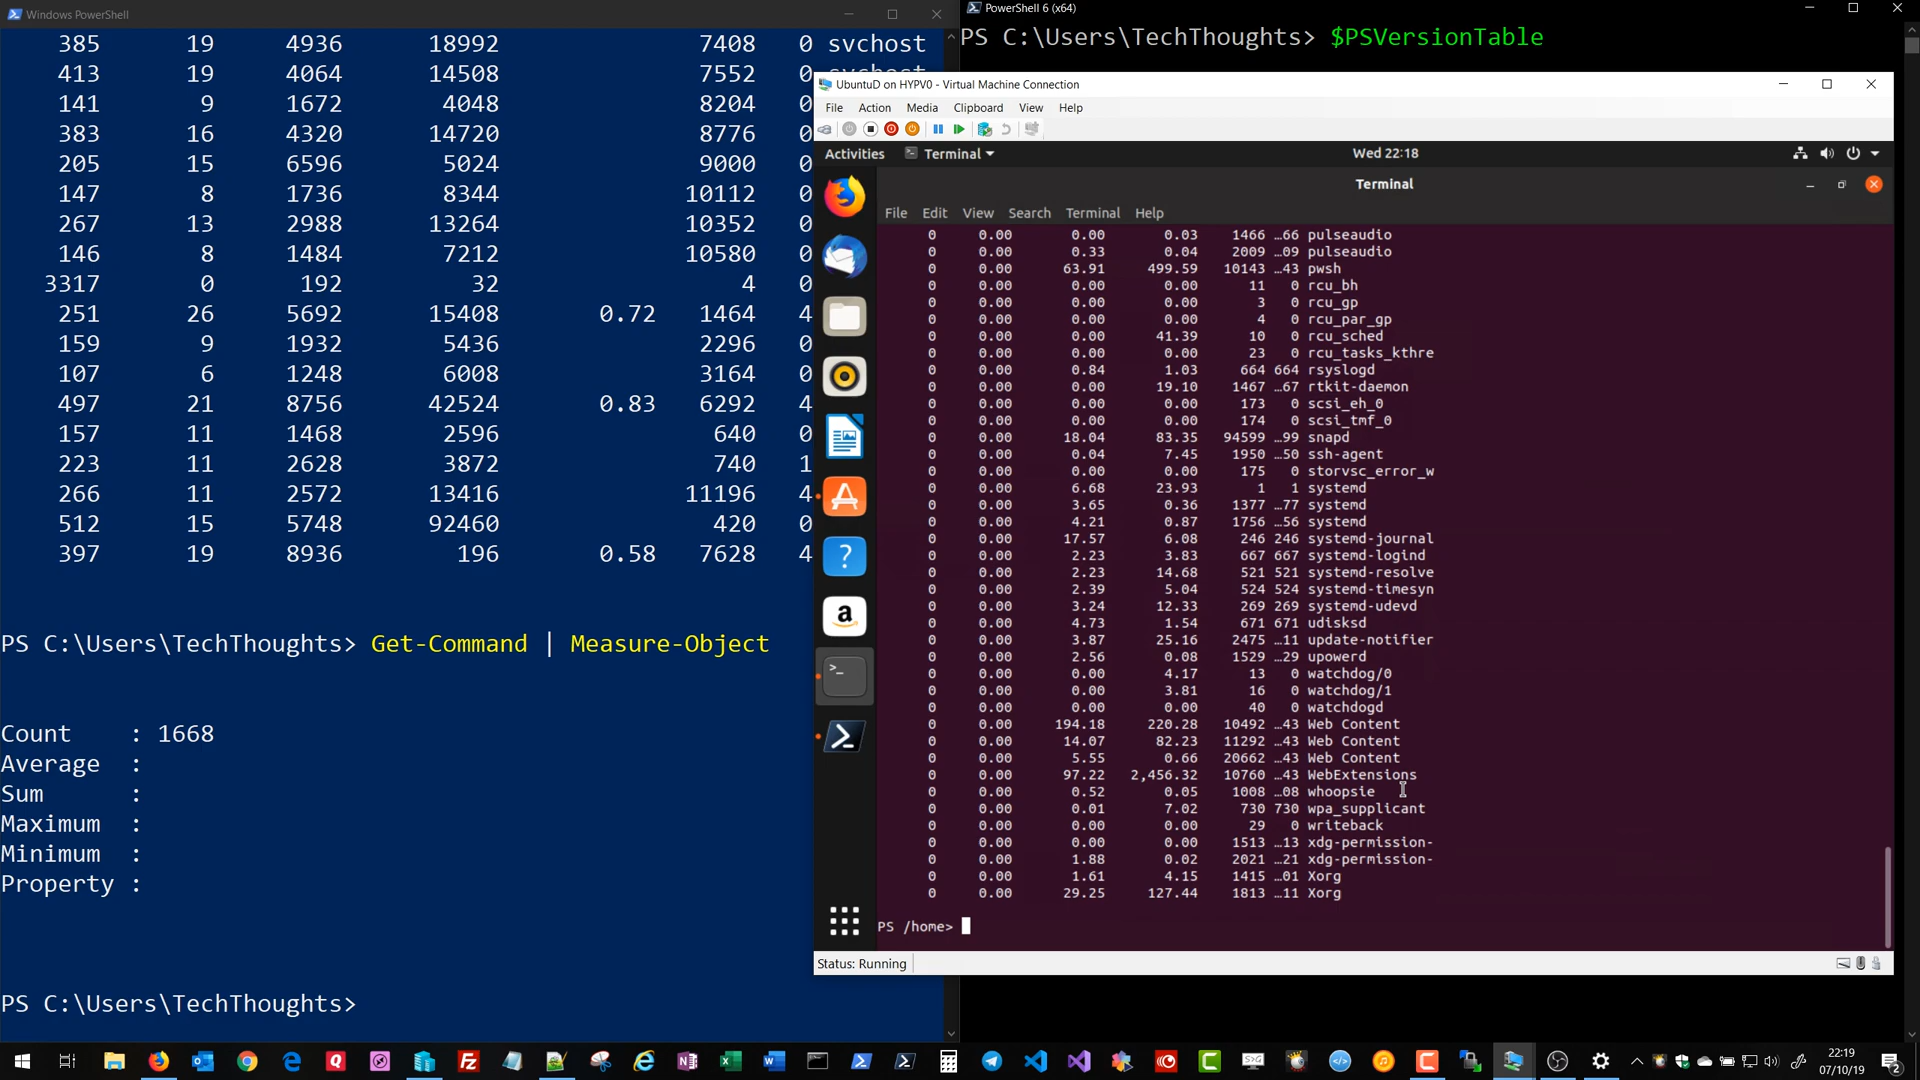 Windows PowerShell
385 19 4936 18992 7408 0 svchost
413 19 4064 14508 7552 0 svchost
141 9 1672 4048 8204 0
383 16 4320 14720 8776 0
205 15 6596 5024 9000 0
147 8 1736 8344 10112 0
267 13 2988 13264 10352 0
146 8 1484 7212 10580 0
3317 0 192 32 4 0
251 26 5692 15408 0.72 1464 4
159 9 1932 5436 2296 0
107 6 1248 6008 3164 0
497 21 8756 42524 0.83 6292 4
157 11 1468 2596 640 0
223 11 2628 3872 740 1
266 11 2572 13416 11196 4
512 15 5748 92460 420 0
397 19 8936 196 0.58 7628 4
PS C:\Users\TechThoughts> Get-Command | Measure-Object
Count : 1668
Average :
Sum :
Maximum :
Minimum :
Property :
PS C:\Users\TechThoughts>
PowerShell 6 (x64)
PS C:\Users\TechThoughts> $PSVersionTable
UbuntuD on HYPV0 - Virtual Machine Connection
File Action Media Clipboard View Help
Activities Terminal Wed 22:18
Terminal
File Edit View Search Terminal Help
0 0.00 0.00 0.03 1466 …66 pulseaudio
0 0.00 0.33 0.04 2009 …09 pulseaudio
0 0.00 63.91 499.59 10143 …43 pwsh
0 0.00 0.00 0.00 11 0 rcu_bh
0 0.00 0.00 0.00 3 0 rcu_gp
0 0.00 0.00 0.00 4 0 rcu_par_gp
0 0.00 0.00 41.39 10 0 rcu_sched
0 0.00 0.00 0.00 23 0 rcu_tasks_kthre
0 0.00 0.84 1.03 664 664 rsyslogd
0 0.00 0.00 19.10 1467 …67 rtkit-daemon
0 0.00 0.00 0.00 173 0 scsi_eh_0
0 0.00 0.00 0.00 174 0 scsi_tmf_0
0 0.00 18.04 83.35 94599 …99 snapd
0 0.00 0.04 7.45 1950 …50 ssh-agent
0 0.00 0.00 0.00 175 0 storvsc_error_w
0 0.00 6.68 23.93 1 1 systemd
0 0.00 3.65 0.36 1377 …77 systemd
0 0.00 4.21 0.87 1756 …56 systemd
0 0.00 17.57 6.08 246 246 systemd-journal
0 0.00 2.23 3.83 667 667 systemd-logind
0 0.00 2.23 14.68 521 521 systemd-resolve
0 0.00 2.39 5.04 524 524 systemd-timesyn
0 0.00 3.24 12.33 269 269 systemd-udevd
0 0.00 4.73 1.54 671 671 udisksd
0 0.00 3.87 25.16 2475 …11 update-notifier
0 0.00 2.56 0.08 1529 …29 upowerd
0 0.00 0.00 4.17 13 0 watchdog/0
0 0.00 0.00 3.81 16 0 watchdog/1
0 0.00 0.00 0.00 40 0 watchdogd
0 0.00 194.18 220.28 10492 …43 Web Content
0 0.00 14.07 82.23 11292 …43 Web Content
0 0.00 5.55 0.66 20662 …43 Web Content
0 0.00 97.22 2,456.32 10760 …43 WebExtensions
0 0.00 0.52 0.05 1008 …08 whoopsie
0 0.00 0.01 7.02 730 730 wpa_supplicant
0 0.00 0.00 0.00 29 0 writeback
0 0.00 0.00 0.00 1513 …13 xdg-permission-
0 0.00 1.88 0.02 2021 …21 xdg-permission-
0 0.00 1.61 4.15 1415 …01 Xorg
0 0.00 29.25 127.44 1813 …11 Xorg
PS /home>
Status: Running
22:19
07/10/19